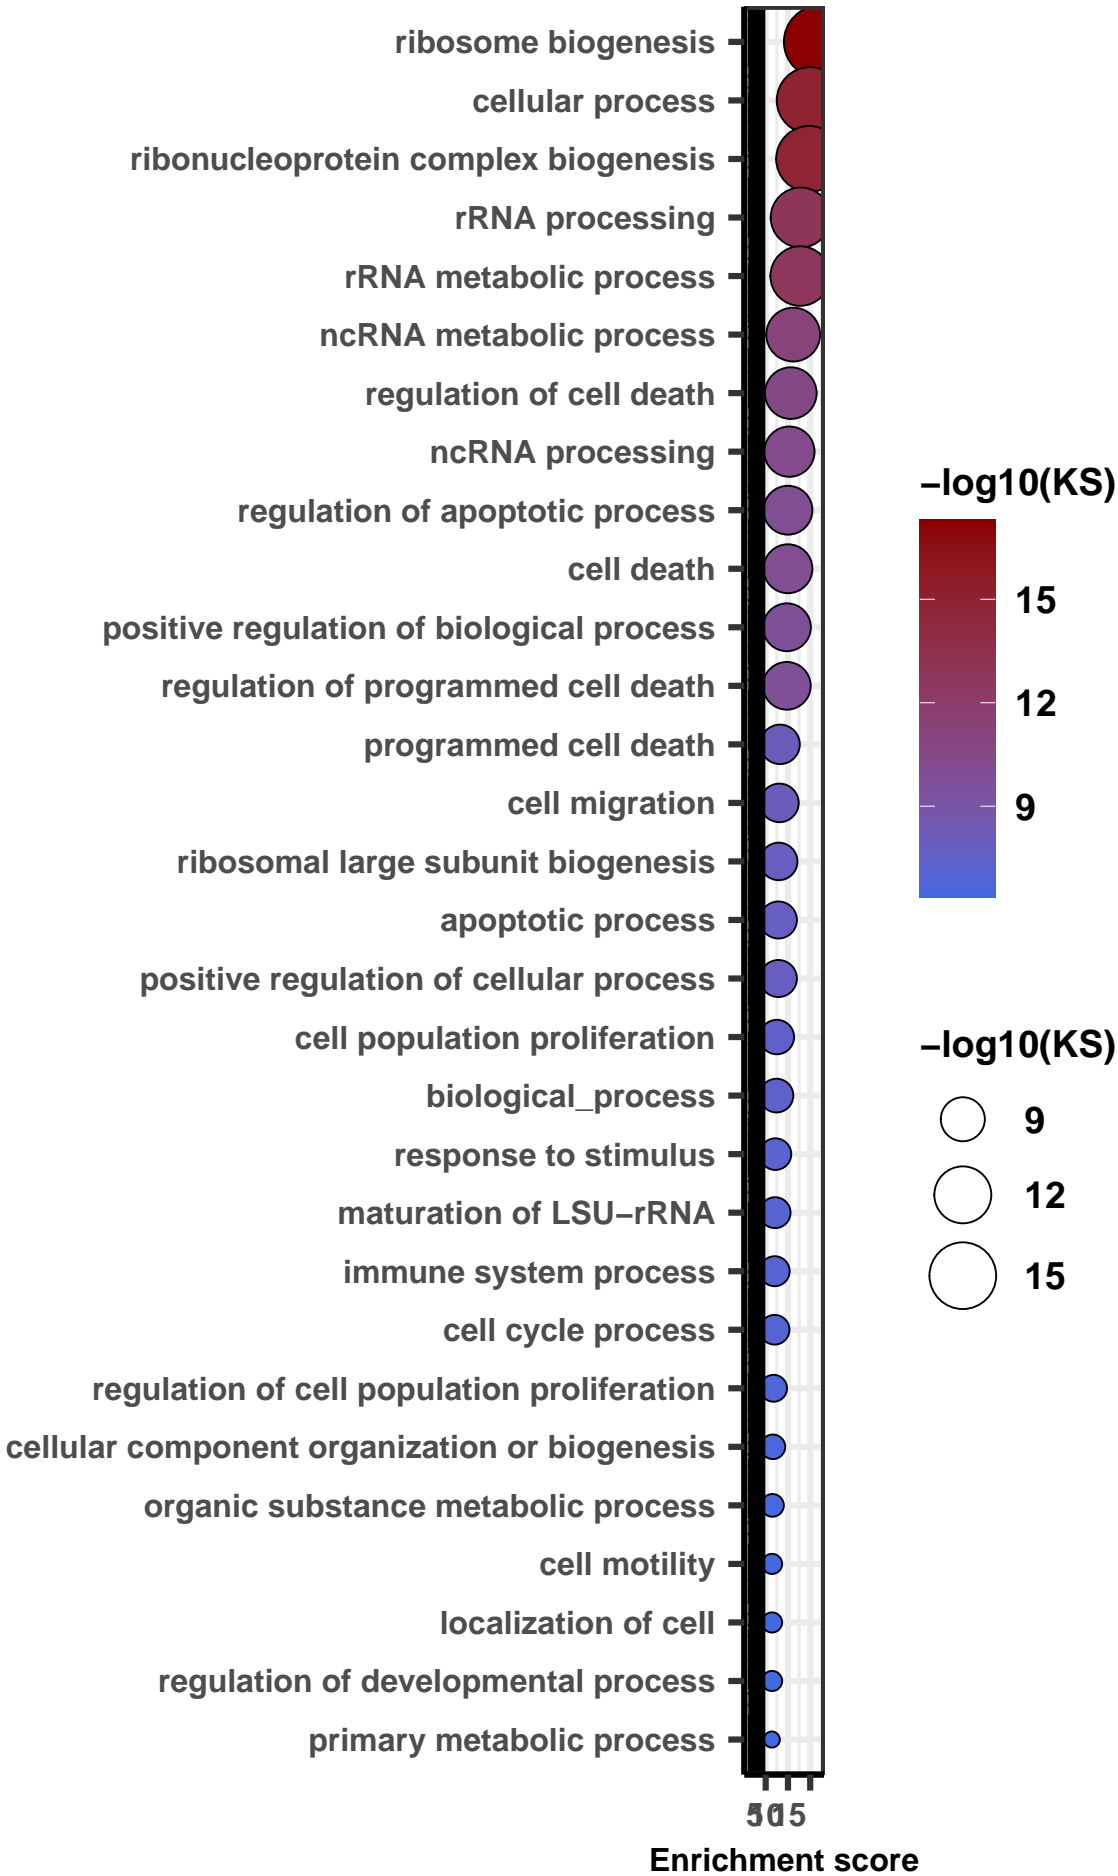 ribosome biogenesis
cellular process
ribonucleoprotein complex biogenesis
rRNA processing
rRNA metabolic process
ncRNA metabolic process
regulation of cell death
ncRNA processing
regulation of apoptotic process
cell death
positive regulation of biological process
regulation of programmed cell death
programmed cell death
cell migration
ribosomal large subunit biogenesis
apoptotic process
positive regulation of cellular process
cell population proliferation
biological_process
response to stimulus
maturation of LSU−rRNA
immune system process
cell cycle process
regulation of cell population proliferation
cellular component organization or biogenesis
organic substance metabolic process
cell motility
localization of cell
regulation of developmental process
primary metabolic process
5 10 15
Enrichment score
−log10(KS)
15
12
9
−log10(KS)
9
12
15